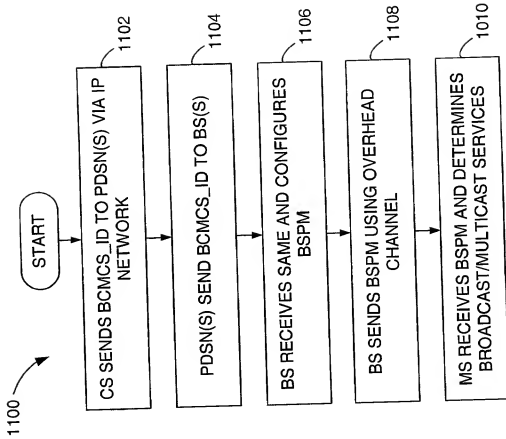 1100
START
CS SENDS BCMCS_ID TO PDSN(S) VIA IP
NETWORK
1102
PDSN(S) SEND BCMCS_ID TO BS(S)
1104
BS RECEIVES SAME AND CONFIGURES
BSPM
1106
BS SENDS BSPM USING OVERHEAD
CHANNEL
1108
MS RECEIVES BSPM AND DETERMINES
BROADCAST/MULTICAST SERVICES
1010